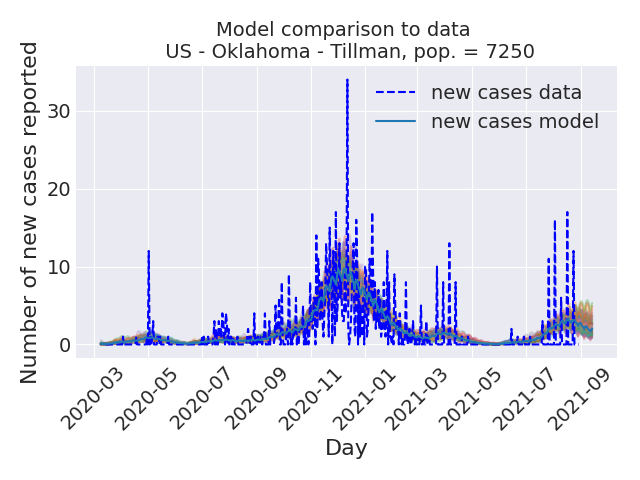 Model comparison to data
US - Oklahoma - Tillman, pop. = 7250
Number of new cases reported
30
20
10
0
new cases data
new cases model
2020-03
2020-05
2020-07
2020-09
2020-11
2021-01
2021-03
2021-05
2021-07
2021-09
Day